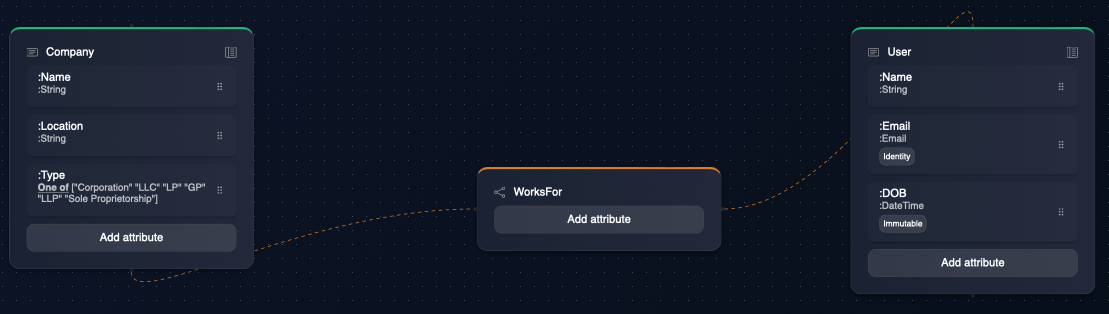 Company
:Name
:String
:Location
:String
:Type
One of ["Corporation" "LLC" "LP" "GP"
"LLP" "Sole Proprietorship"]
Add attribute
WorksFor
Add attribute
User
:Name
:String
:Email
:Email
Identity
:DOB
:DateTime
Immutable
Add attribute